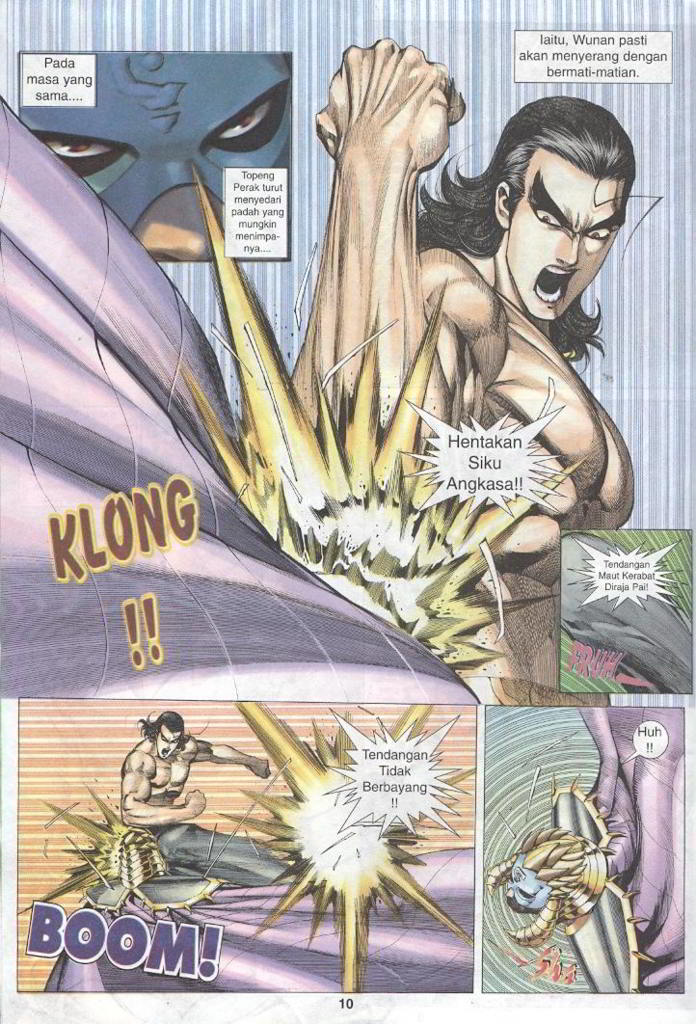 Pada
masa yang
sama....
Iaitu, Wunan pasti
akan menyerang dengan
bermati-matian.
Topeng
Perak turut
menyedari
padah yang
mungkin
menimpa-
nya....
Hentakan
Siku
Angkasa!!
KLONG
!!
Tendangan
Maut Kerabat
Diraja Pai!
FRUH
Tendangan
Tidak
Berbayang
!!
BOOM!
Huh
!!
10